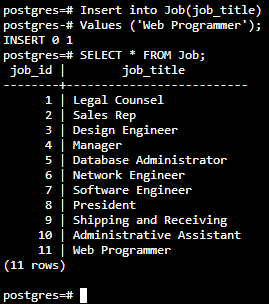 postgres=# Insert into Job(job_title)
postgres=# Values ('Web Programmer');
INSERT 0 1
postgres=# SELECT * FROM Job;
 job_id |        job_title
--------+--------------------------
      1 | Legal Counsel
      2 | Sales Rep
      3 | Design Engineer
      4 | Manager
      5 | Database Administrator
      6 | Network Engineer
      7 | Software Engineer
      8 | President
      9 | Shipping and Receiving
     10 | Administrative Assistant
     11 | Web Programmer
(11 rows)

postgres=#